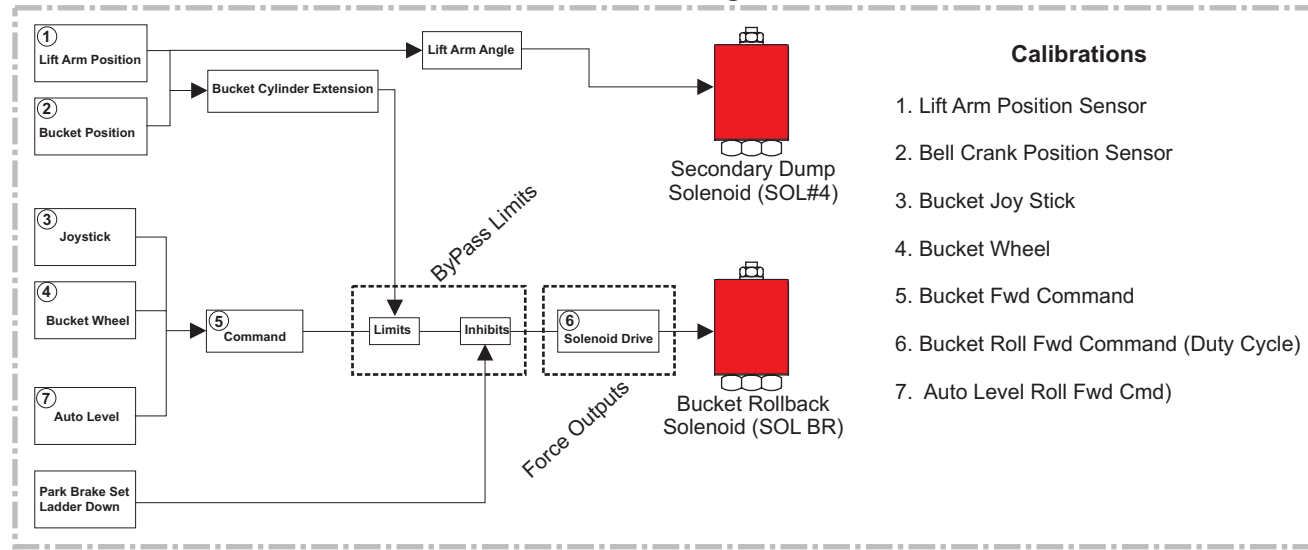 1
Lift Arm Position
Lift Arm Angle
Bucket Cylinder Extension
2
Bucket Position
Secondary Dump
Solenoid (SOL#4)
3
Joystick
4
Bucket Wheel
5
Command
ByPass Limits
Limits
Inhibits
6
Solenoid Drive
Force Outputs
Bucket Rollback
Solenoid (SOL BR)
7
Auto Level
Park Brake Set
Ladder Down
Calibrations
1. Lift Arm Position Sensor
2. Bell Crank Position Sensor
3. Bucket Joy Stick
4. Bucket Wheel
5. Bucket Fwd Command
6. Bucket Roll Fwd Command (Duty Cycle)
7. Auto Level Roll Fwd Cmd)